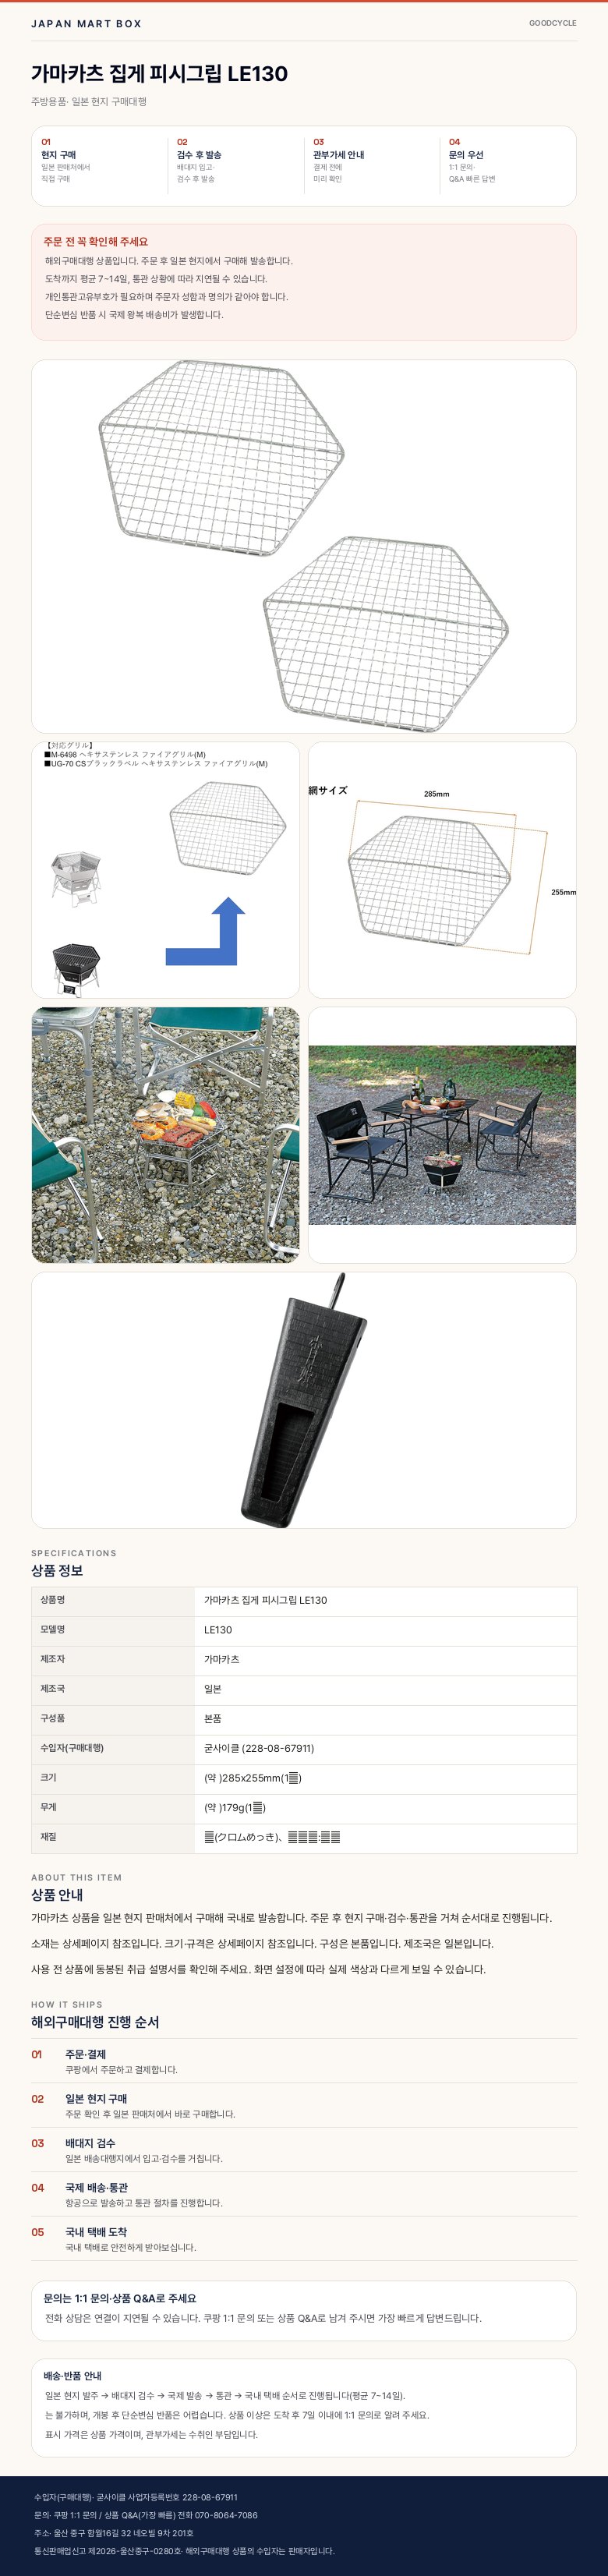 JAPAN MART BOX
GOODCYCLE
가마카츠 집게 피시그립 LE130
주방용품· 일본 현지 구매대행
01
현지 구매
일본 판매처에서
직접 구매
02
검수 후 발송
배대지 입고·
검수 후 발송
03
관부가세 안내
결제 전에
미리 확인
04
문의 우선
1:1 문의·
Q&A 빠른 답변
주문 전 꼭 확인해 주세요
해외구매대행 상품입니다. 주문 후 일본 현지에서 구매해 발송합니다.
도착까지 평균 7~14일, 통관 상황에 따라 지연될 수 있습니다.
개인통관고유부호가 필요하며 주문자 성함과 명의가 같아야 합니다.
단순변심 반품 시 국제 왕복 배송비가 발생합니다.
【対応グリル】
■M-6498 ヘキサステンレス ファイアグリル(M)
■UG-70 CSブラックラベル ヘキサステンレス ファイアグリル(M)
網サイズ
285mm
255mm
SPECIFICATIONS
상품 정보
상품명 가마카츠 집게 피시그립 LE130
모델명 LE130
제조자 가마카츠
제조국 일본
구성품 본품
수입자(구매대행) 굳사이클 (228-08-67911)
크기 (약 )285x255mm(1)
무게 (약 )179g(1)
재질 (クロムめっき)、:
ABOUT THIS ITEM
상품 안내
가마카츠 상품을 일본 현지 판매처에서 구매해 국내로 발송합니다. 주문 후 현지 구매·검수·통관을 거쳐 순서대로 진행됩니다.
소재는 상세페이지 참조입니다. 크기·규격은 상세페이지 참조입니다. 구성은 본품입니다. 제조국은 일본입니다.
사용 전 상품에 동봉된 취급 설명서를 확인해 주세요. 화면 설정에 따라 실제 색상과 다르게 보일 수 있습니다.
HOW IT SHIPS
해외구매대행 진행 순서
01 주문·결제
쿠팡에서 주문하고 결제합니다.
02 일본 현지 구매
주문 확인 후 일본 판매처에서 바로 구매합니다.
03 배대지 검수
일본 배송대행지에서 입고·검수를 거칩니다.
04 국제 배송·통관
항공으로 발송하고 통관 절차를 진행합니다.
05 국내 택배 도착
국내 택배로 안전하게 받아보십니다.
문의는 1:1 문의·상품 Q&A로 주세요
전화 상담은 연결이 지연될 수 있습니다. 쿠팡 1:1 문의 또는 상품 Q&A로 남겨 주시면 가장 빠르게 답변드립니다.
배송·반품 안내
일본 현지 발주 → 배대지 검수 → 국제 발송 → 통관 → 국내 택배 순서로 진행됩니다(평균 7~14일).
는 불가하며, 개봉 후 단순변심 반품은 어렵습니다. 상품 이상은 도착 후 7일 이내에 1:1 문의로 알려 주세요.
표시 가격은 상품 가격이며, 관부가세는 수취인 부담입니다.
수입자(구매대행)· 굳사이클 사업자등록번호 228-08-67911
문의· 쿠팡 1:1 문의 / 상품 Q&A(가장 빠름) 전화 070-8064-7086
주소· 울산 중구 함월16길 32 네오빌 9차 201호
통신판매업신고 제2026-울산중구-0280호· 해외구매대행 상품의 수입자는 판매자입니다.